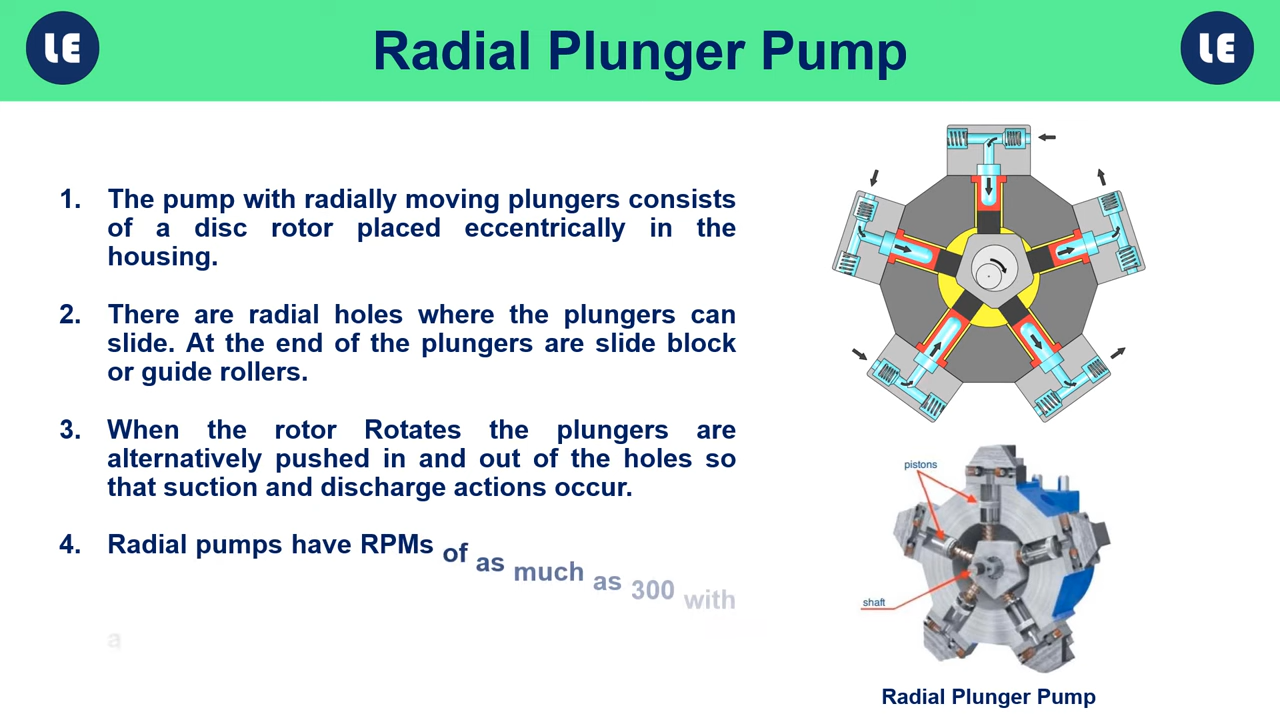 LE
Radial Plunger Pump
LE
1. The pump with radially moving plungers consists
of a disc rotor placed eccentrically in the
housing.
2. There are radial holes where the plungers can
slide. At the end of the plungers are slide block
or guide rollers.
3. When the rotor Rotates the plungers are
alternatively pushed in and out of the holes so
that suction and discharge actions occur.
4. Radial pumps have RPMs of as much as 300 with
a
pistons
shaft
Radial Plunger Pump